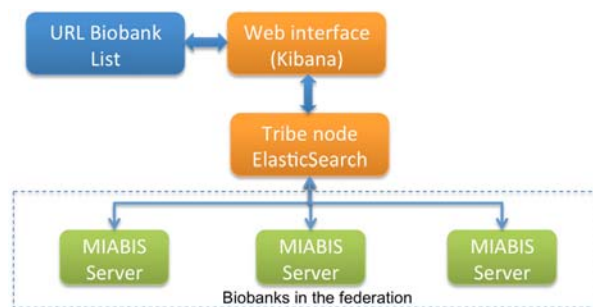 URL Biobank
List
Web interface
(Kibana)
Tribe node
ElasticSearch
MIABIS
Server
MIABIS
Server
MIABIS
Server
Biobanks in the federation